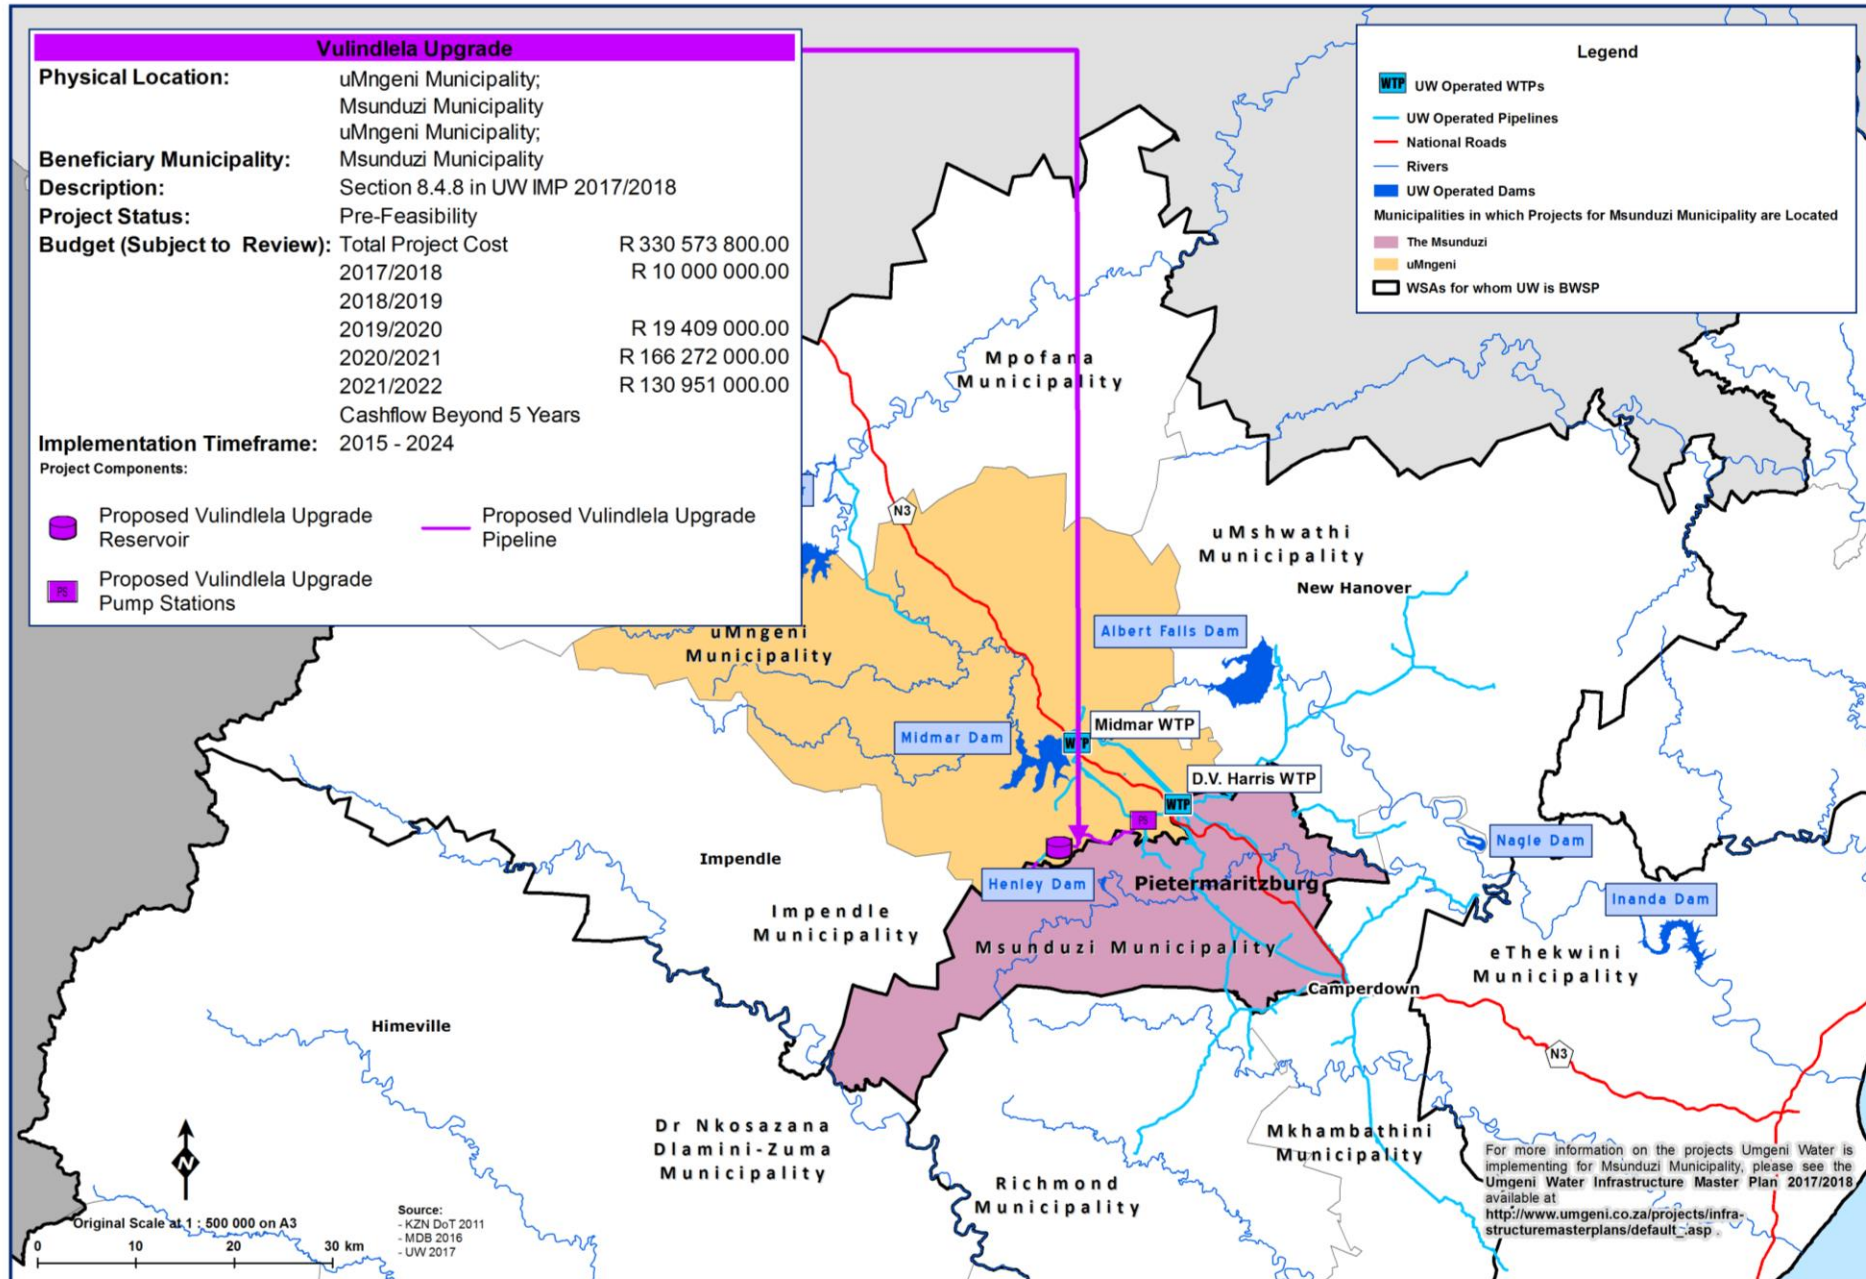 Vulindlela Upgrade
Physical Location: uMngeni Municipality;
Msunduzi Municipality
uMngeni Municipality;
Beneficiary Municipality: Msunduzi Municipality
Description: Section 8.4.8 in UW IMP 2017/2018
Project Status: Pre-Feasibility
Budget (Subject to Review): Total Project Cost R 330 573 800.00
2017/2018 R 10 000 000.00
2018/2019
2019/2020 R 19 409 000.00
2020/2021 R 166 272 000.00
2021/2022 R 130 951 000.00
Cashflow Beyond 5 Years
Implementation Timeframe: 2015 - 2024
Project Components:
Proposed Vulindlela Upgrade
Reservoir
Proposed Vulindlela Upgrade
Pipeline
PS
Proposed Vulindlela Upgrade
Pump Stations
Legend
WTP UW Operated WTPs
UW Operated Pipelines
National Roads
Rivers
UW Operated Dams
Municipalities in which Projects for Msunduzi Municipality are Located
The Msunduzi
uMngeni
WSAs for whom UW is BWSP
Mpofana
Municipality
N3
uMshwathi
Municipality
New Hanover
uMngeni
Municipality
Albert Falls Dam
Midmar Dam
Midmar WTP
WTP
D.V. Harris WTP
WTP
PS
Nagle Dam
Impendle
Henley Dam
Pietermaritzburg
Inanda Dam
Impendle
Municipality
Msunduzi Municipality
eThekwini
Municipality
Camperdown
Himeville
N3
Dr Nkosazana
Dlamini-Zuma
Municipality
Mkhambathini
Municipality
Richmond
Municipality
For more information on the projects Umgeni Water is
implementing for Msunduzi Municipality, please see the
Umgeni Water Infrastructure Master Plan 2017/2018
available at
http://www.umgeni.co.za/projects/infra-
structuremasterplans/default_.asp .
N
Original Scale at 1 : 500 000 on A3
0 10 20 30 km
Source:
- KZN DoT 2011
- MDB 2016
- UW 2017